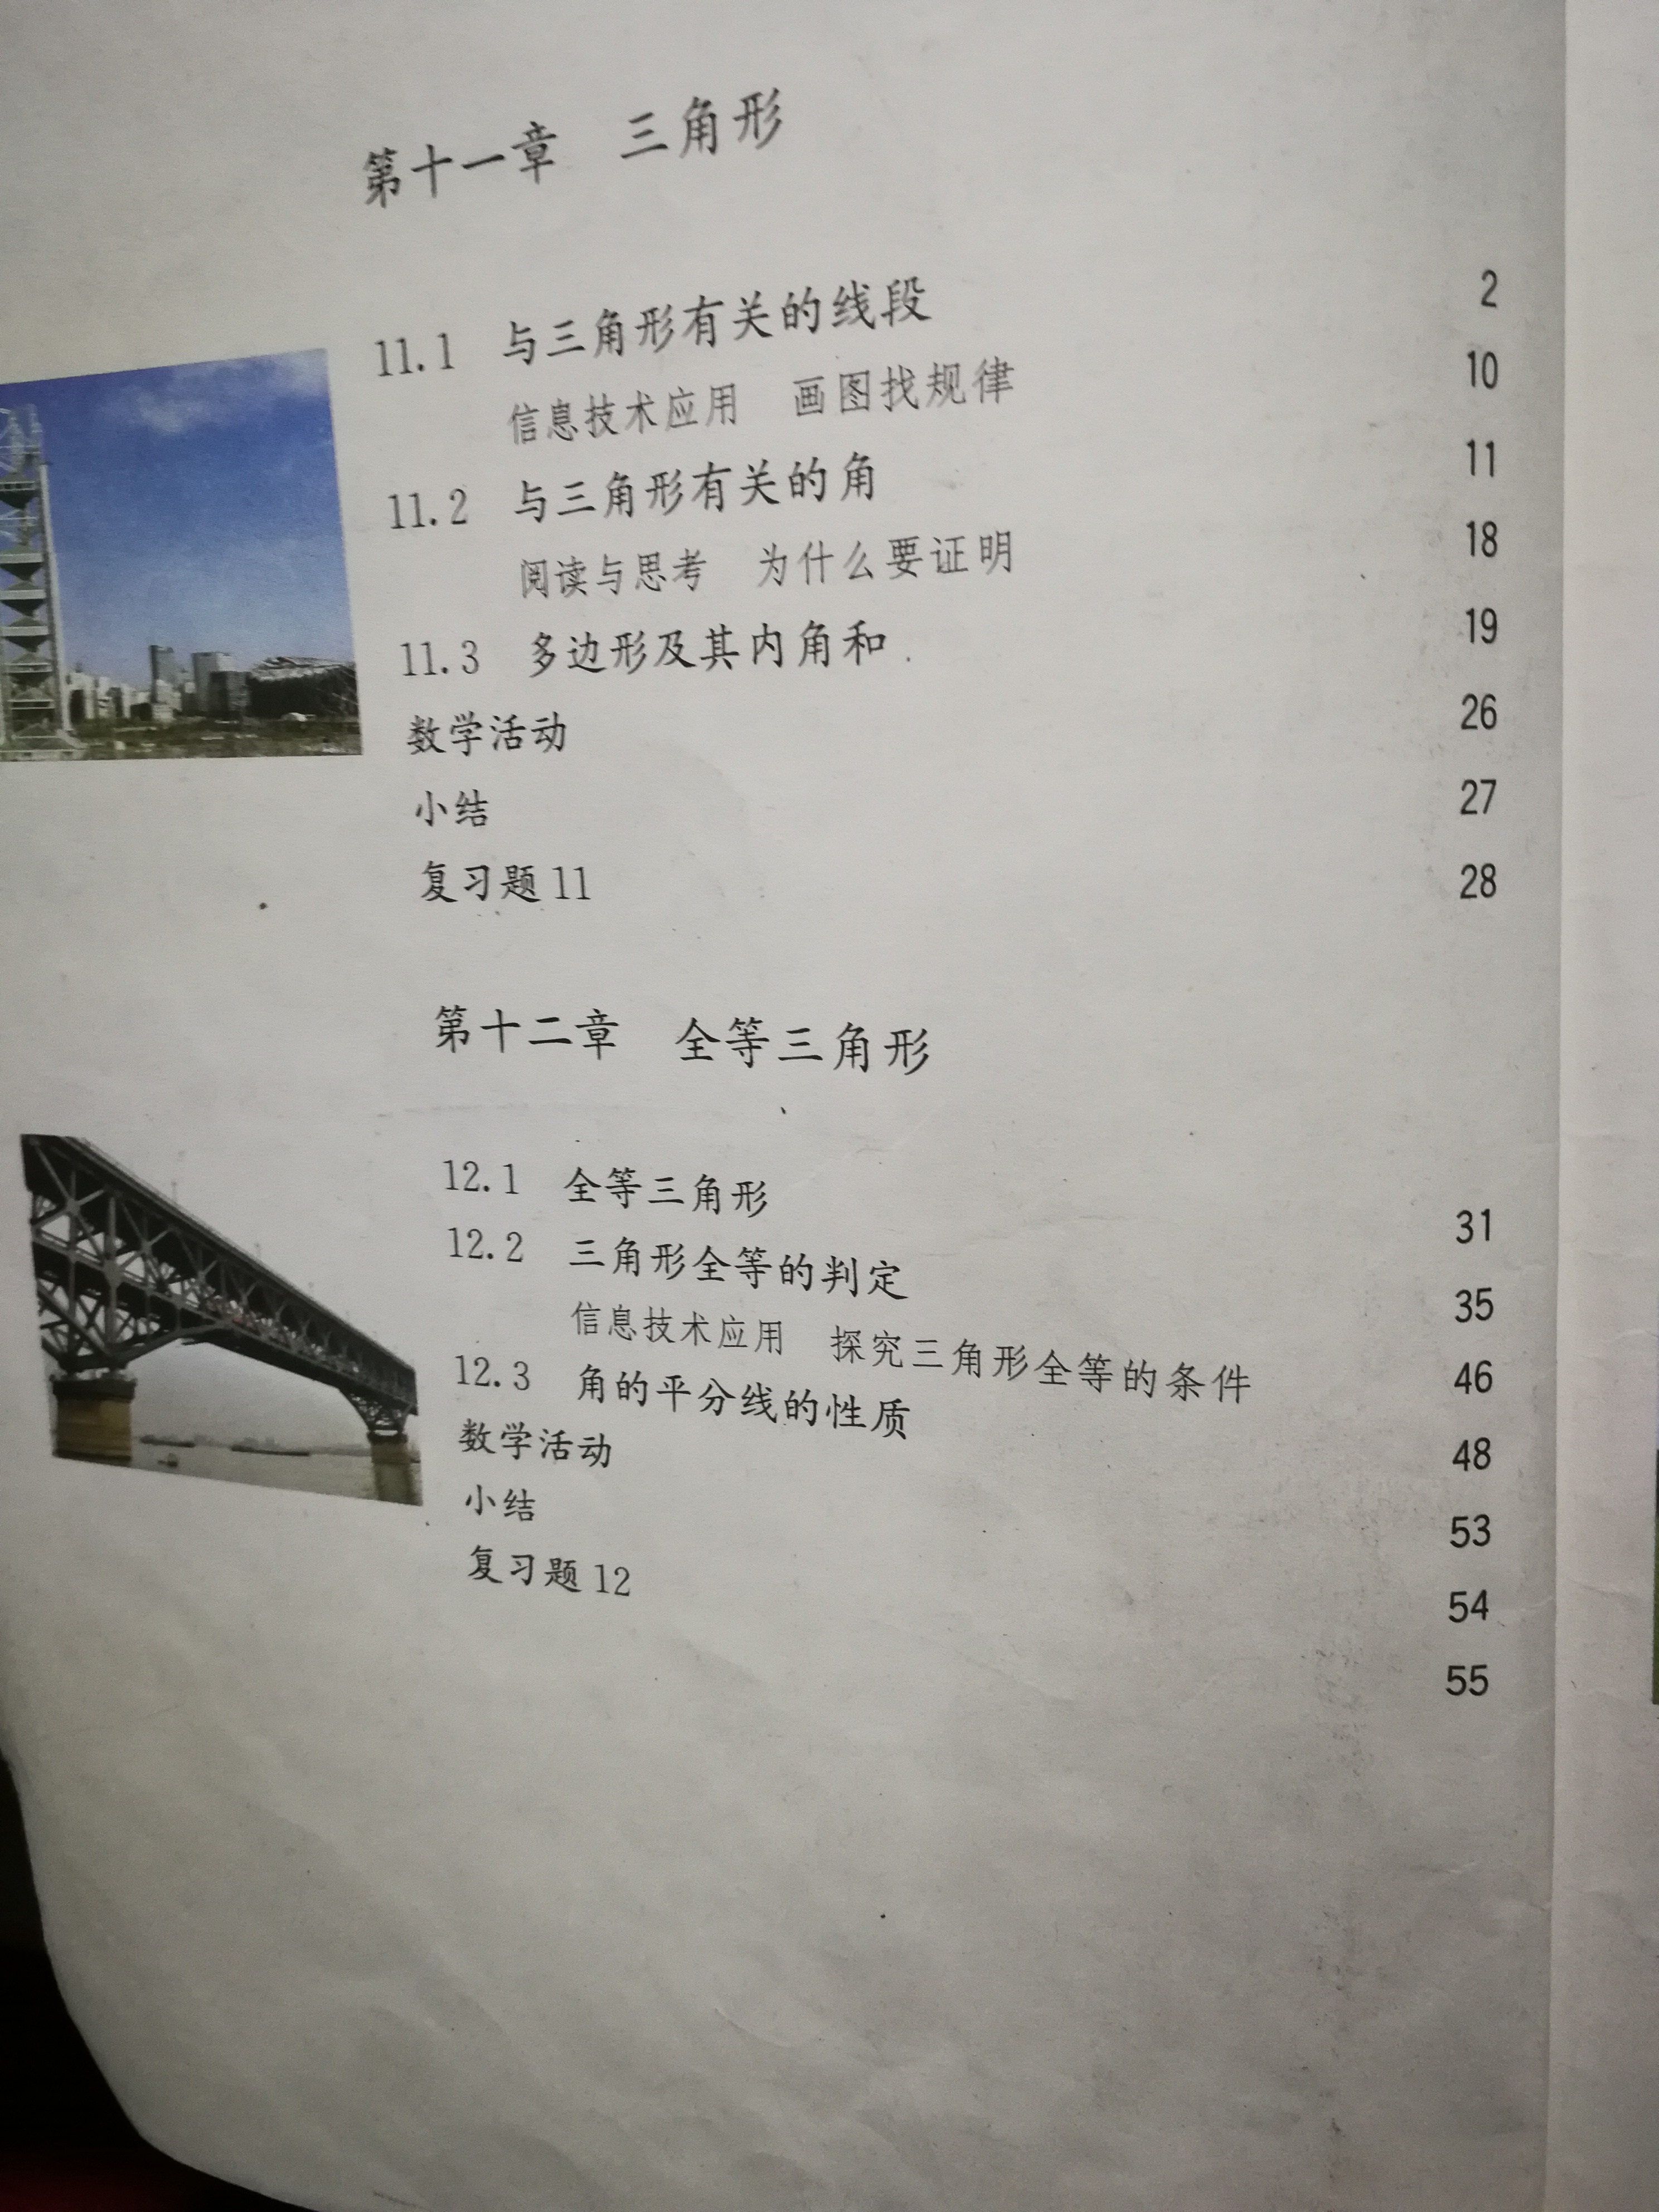 第十一章 三角形
11.1 与三角形有关的线段 2
信息技术应用 画图找规律 10
11.2 与三角形有关的角 11
阅读与思考 为什么要证明 18
11.3 多边形及其内角和 19
数学活动 26
小结 27
复习题11 28
第十二章 全等三角形
12.1 全等三角形 31
12.2 三角形全等的判定 35
信息技术应用 探究三角形全等的条件 46
12.3 角的平分线的性质 48
数学活动 53
小结 54
复习题12 55